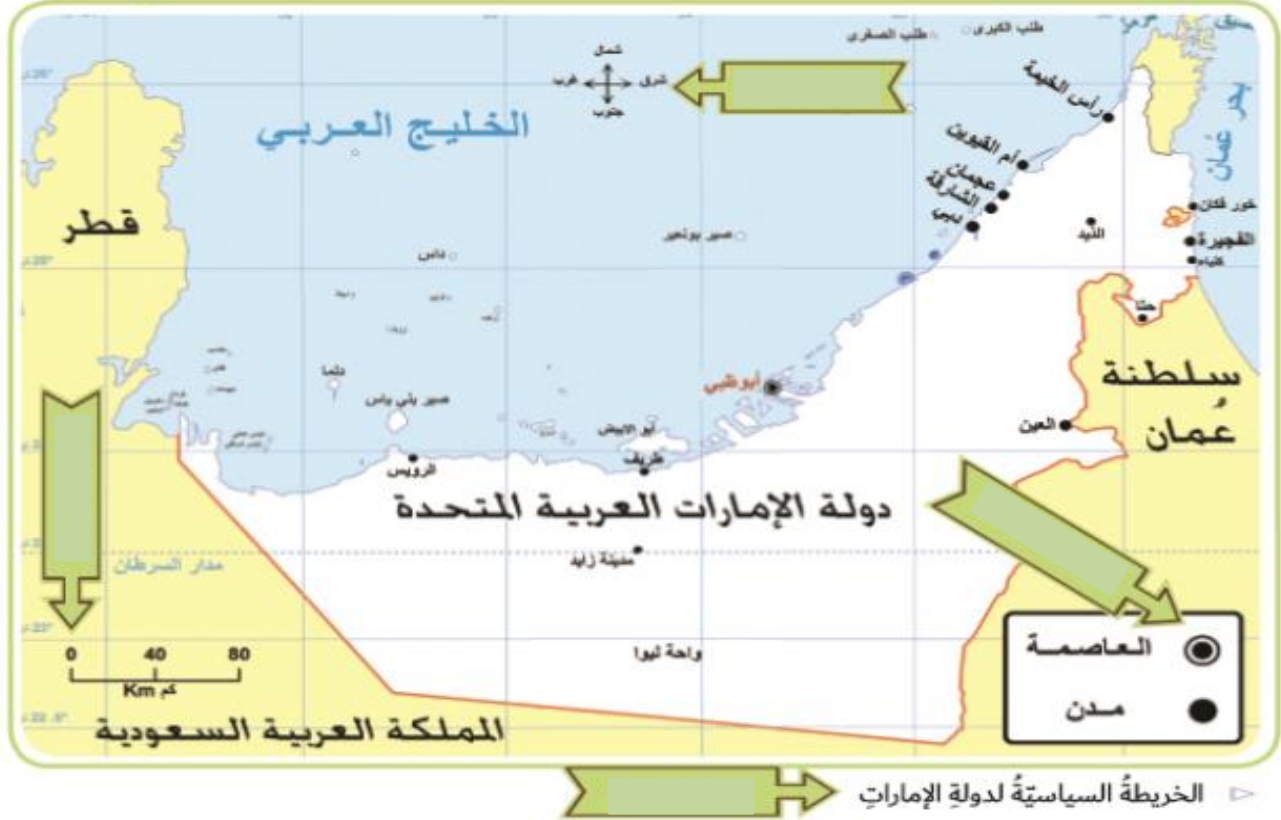 طنب الكبرى
طنب الصغرى
شمال
شرق
غرب
جنوب
رأس الخيمة
بحر عُمان
الخليج العربي
أم القيوين
عجمان
الشارقة
دبي
خور فكان
الذيد
الفجيرة
كلباء
قطر
صير بونعير
داس
حتا
دلما
أبوظبي
سلطنة
عُمان
صير بني ياس
أبو الابيض
العين
الرويس
طريف
دولة الإمارات العربية المتحدة
مدينة زايد
مدار السرطان
0 40 80
Km كم
واحة ليوا
العاصمة
مدن
المملكة العربية السعودية
الخريطةُ السياسيّةُ لدولةِ الإماراتِ